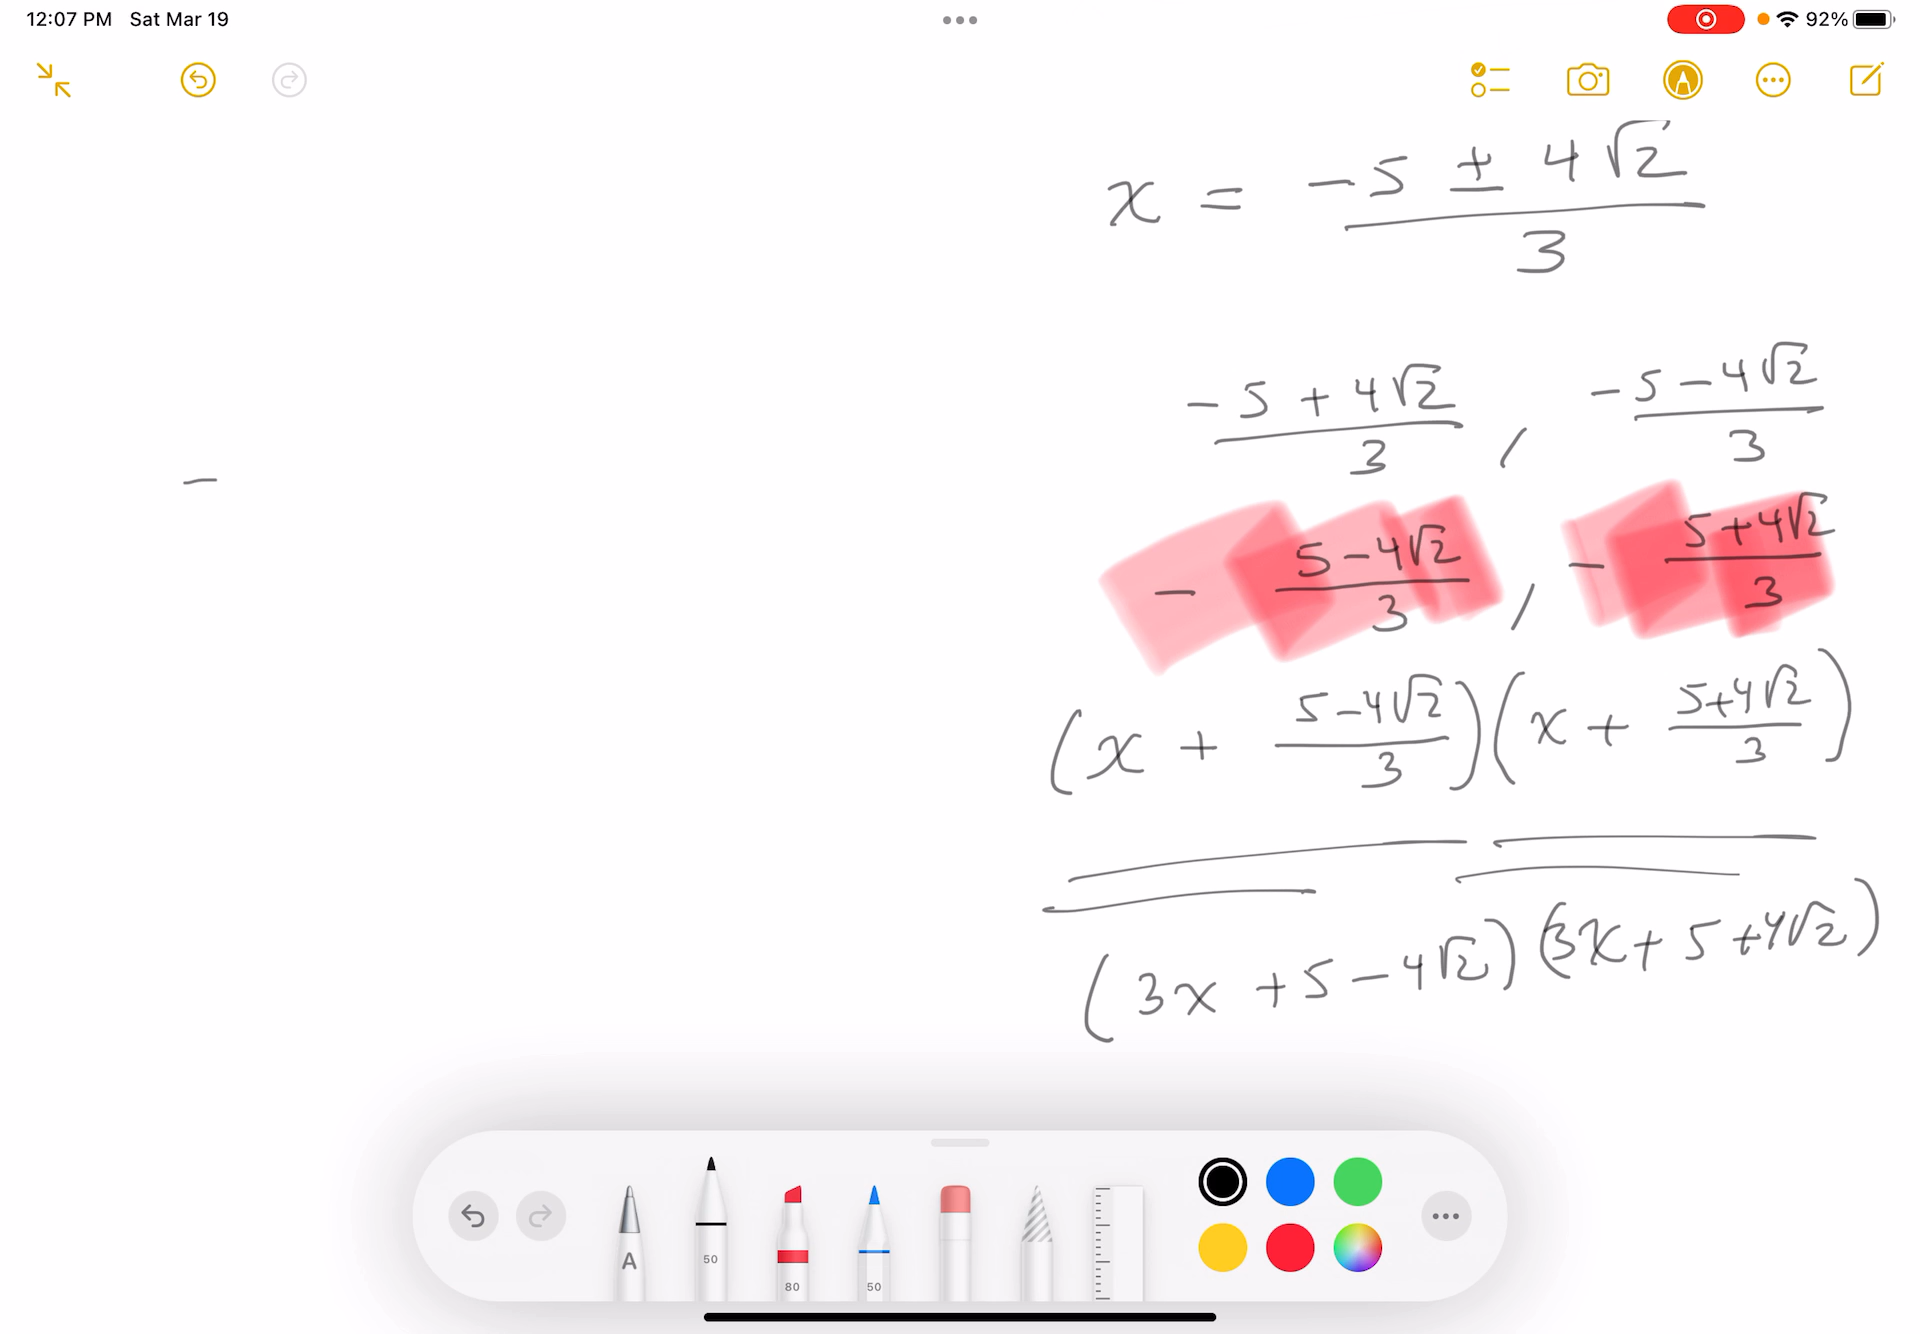 12:07 PM Sat Mar 19
92%
x = (-5 ± 4√2)/3
(-5 + 4√2)/3 , (-5 - 4√2)/3
-
- (5 - 4√2)/3 , - (5 + 4√2)/3
(x + (5 - 4√2)/3)(x + (5 + 4√2)/3)
(3x + 5 - 4√2)(3x + 5 + 4√2)
A
50
80
50